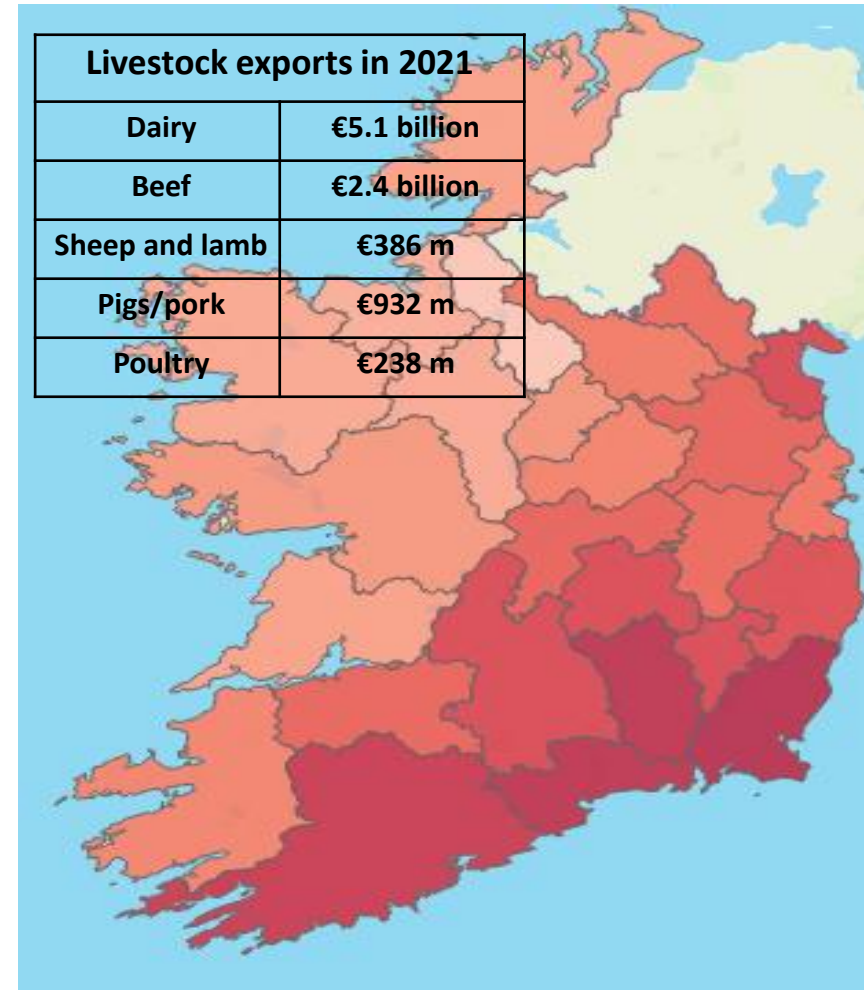 Livestock exports in 2021
Dairy €5.1 billion
Beef €2.4 billion
Sheep and lamb €386 m
Pigs/pork €932 m
Poultry €238 m